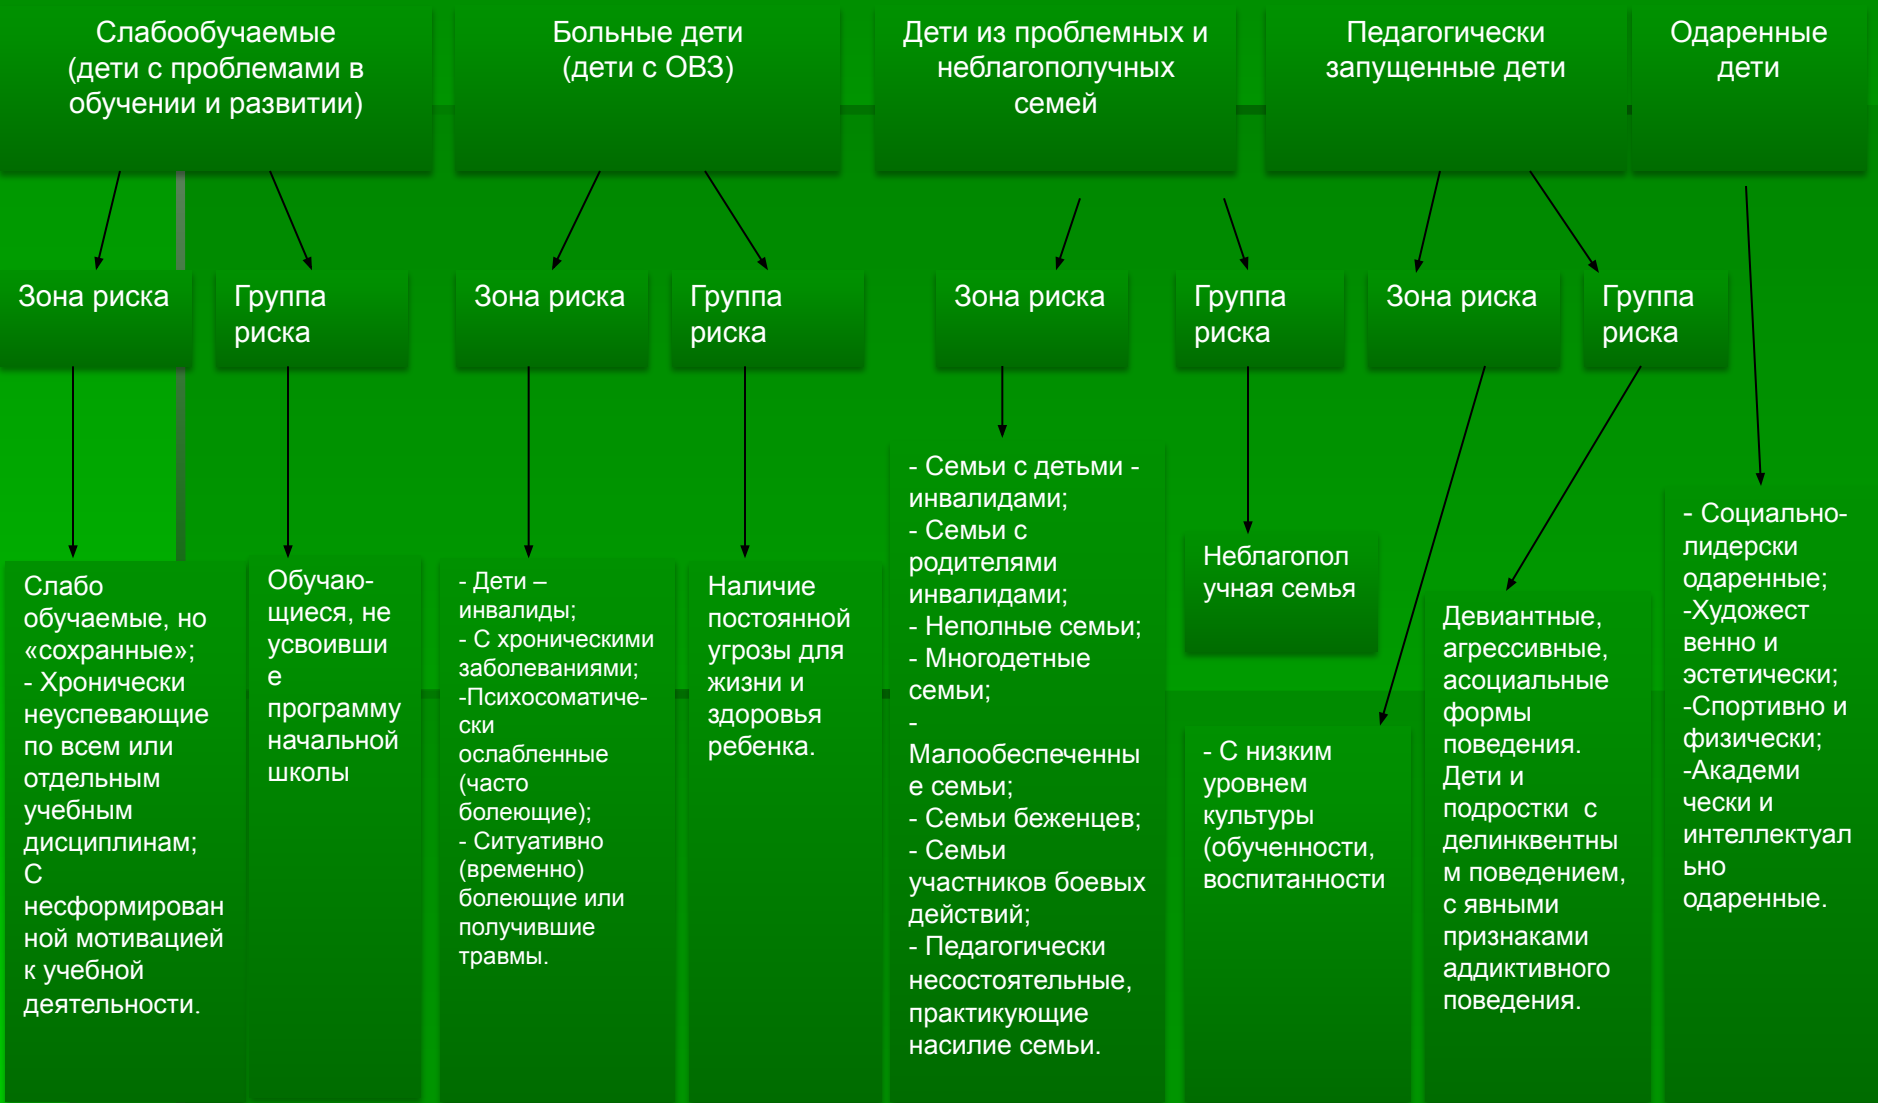 Слабообучаемые
(дети с проблемами в
обучении и развитии)
Больные дети
(дети с ОВЗ)
Дети из проблемных и
неблагополучных
семей
Педагогически
запущенные дети
Одаренные
дети
Зона риска
Группа
риска
Зона риска
Группа
риска
Зона риска
Группа
риска
Зона риска
Группа
риска
Слабо
обучаемые, но
«сохранные»;
- Хронически
неуспевающие
по всем или
отдельным
учебным
дисциплинам;
С
несформирован
ной мотивацией
к учебной
деятельности.
Обучаю-
щиеся, не
усвоивши
е
программу
начальной
школы
- Дети –
инвалиды;
- С хроническими
заболеваниями;
-Психосоматиче-
ски
ослабленные
(часто
болеющие);
- Ситуативно
(временно)
болеющие или
получившие
травмы.
Наличие
постоянной
угрозы для
жизни и
здоровья
ребенка.
- Семьи с детьми -
инвалидами;
- Семьи с
родителями
инвалидами;
- Неполные семьи;
- Многодетные
семьи;
-
Малообеспеченны
е семьи;
- Семьи беженцев;
- Семьи
участников боевых
действий;
- Педагогически
несостоятельные,
практикующие
насилие семьи.
Неблагопол
учная семья
- С низким
уровнем
культуры
(обученности,
воспитанности
Девиантные,
агрессивные,
асоциальные
формы
поведения.
Дети и
подростки с
делинквентны
м поведением,
с явными
признаками
аддиктивного
поведения.
- Социально-
лидерски
одаренные;
-Художест
венно и
эстетически;
-Спортивно и
физически;
-Академи
чески и
интеллектуал
ьно
одаренные.